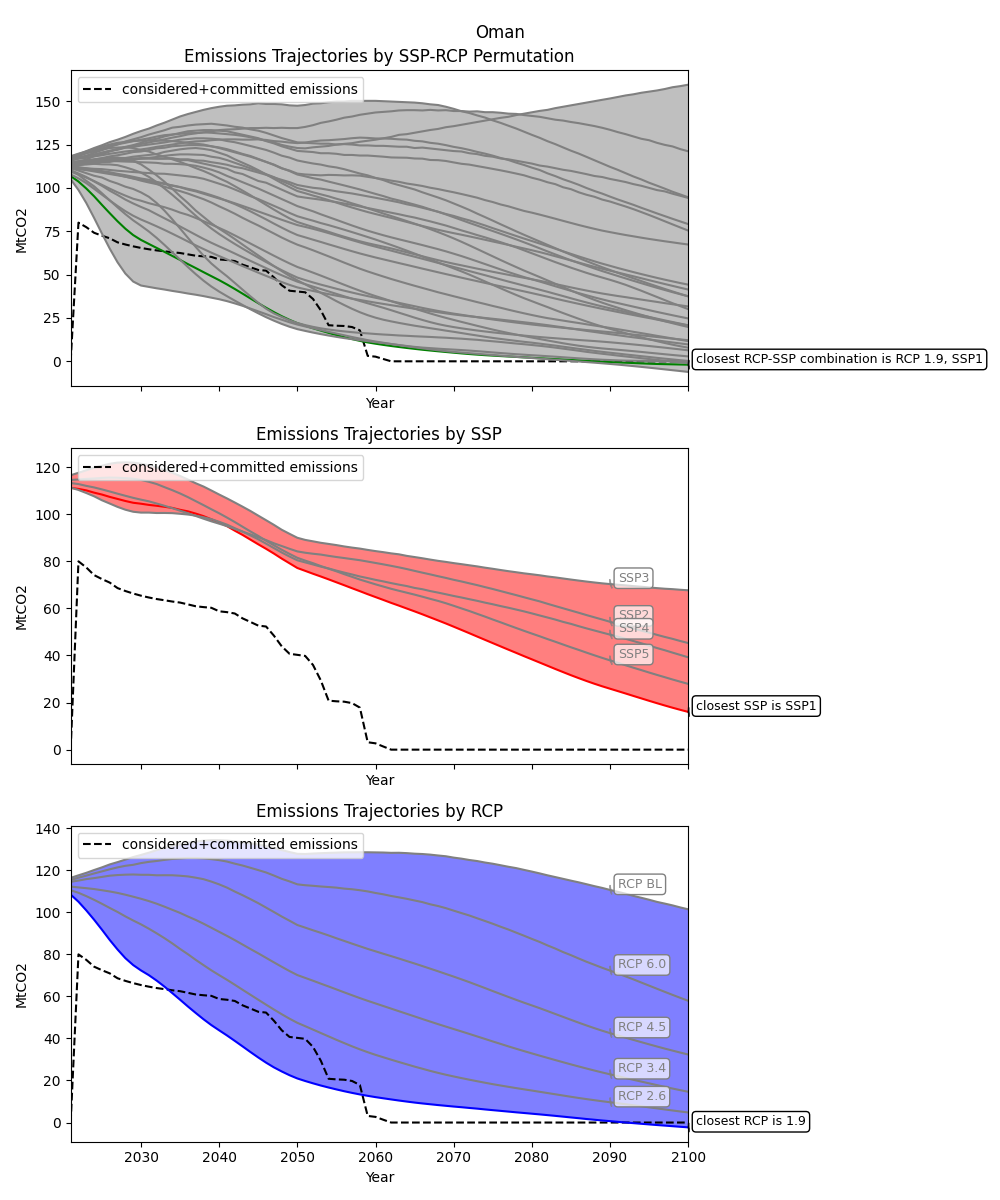 Oman
Emissions Trajectories by SSP-RCP Permutation
considered+committed emissions
150
125
100
75
50
25
0
MtCO2
closest RCP-SSP combination is RCP 1.9, SSP1
Year
Emissions Trajectories by SSP
considered+committed emissions
120
100
80
60
40
20
0
MtCO2
SSP3
SSP2
SSP4
SSP5
closest SSP is SSP1
Year
Emissions Trajectories by RCP
considered+committed emissions
140
120
100
80
60
40
20
0
MtCO2
RCP BL
RCP 6.0
RCP 4.5
RCP 3.4
RCP 2.6
closest RCP is 1.9
2030 2040 2050 2060 2070 2080 2090 2100
Year